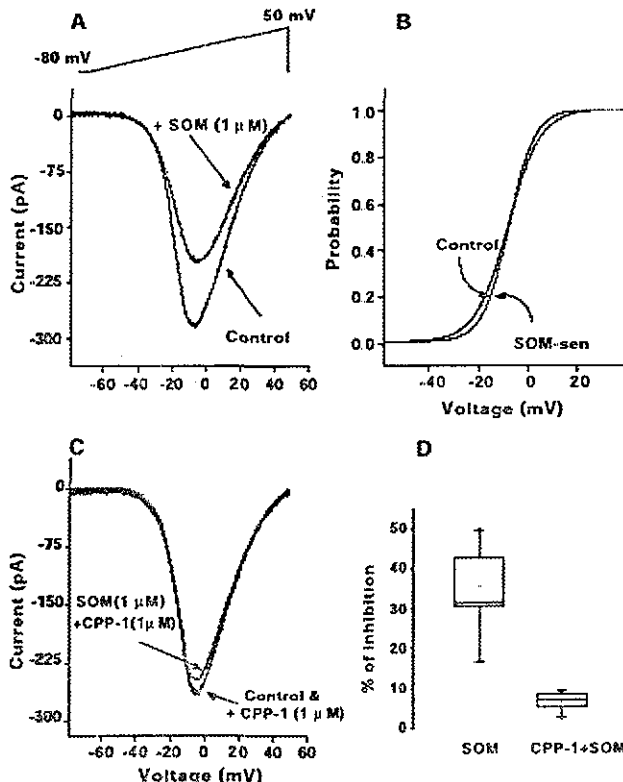 A
50 mV
B
-80 mV
0
-75
-150
-225
-300
Current (pA)
+ SOM (1 μM)
Control
-60 -40 -20 0 20 40 60
1.0
0.8
0.6
0.4
0.2
0.0
Probability
Control
SOM-sen
-40 -20 0 20
Voltage (mV)
C
D
0
-75
-150
-225
-300
Current (pA)
SOM(1 μM)
+CPP-1(1μM)
Control &
+ CPP-1 (1 μM)
-60 -40 -20 0 20 40 60
Voltage (mV)
50
40
30
20
10
0
% of inhibition
SOM CPP-1+SOM